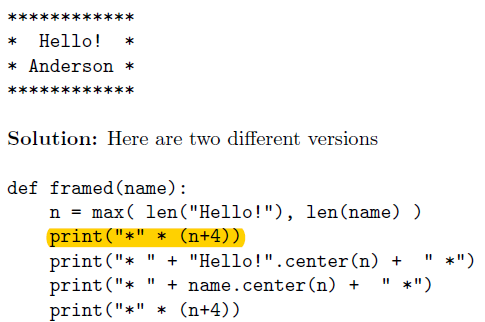 ************
*  Hello!  *
* Anderson *
************
Solution: Here are two different versions
def framed(name):
    n = max( len("Hello!"), len(name) )
    print("*" * (n+4))
    print("* " + "Hello!".center(n) +  " *")
    print("* " + name.center(n) +  " *")
    print("*" * (n+4))